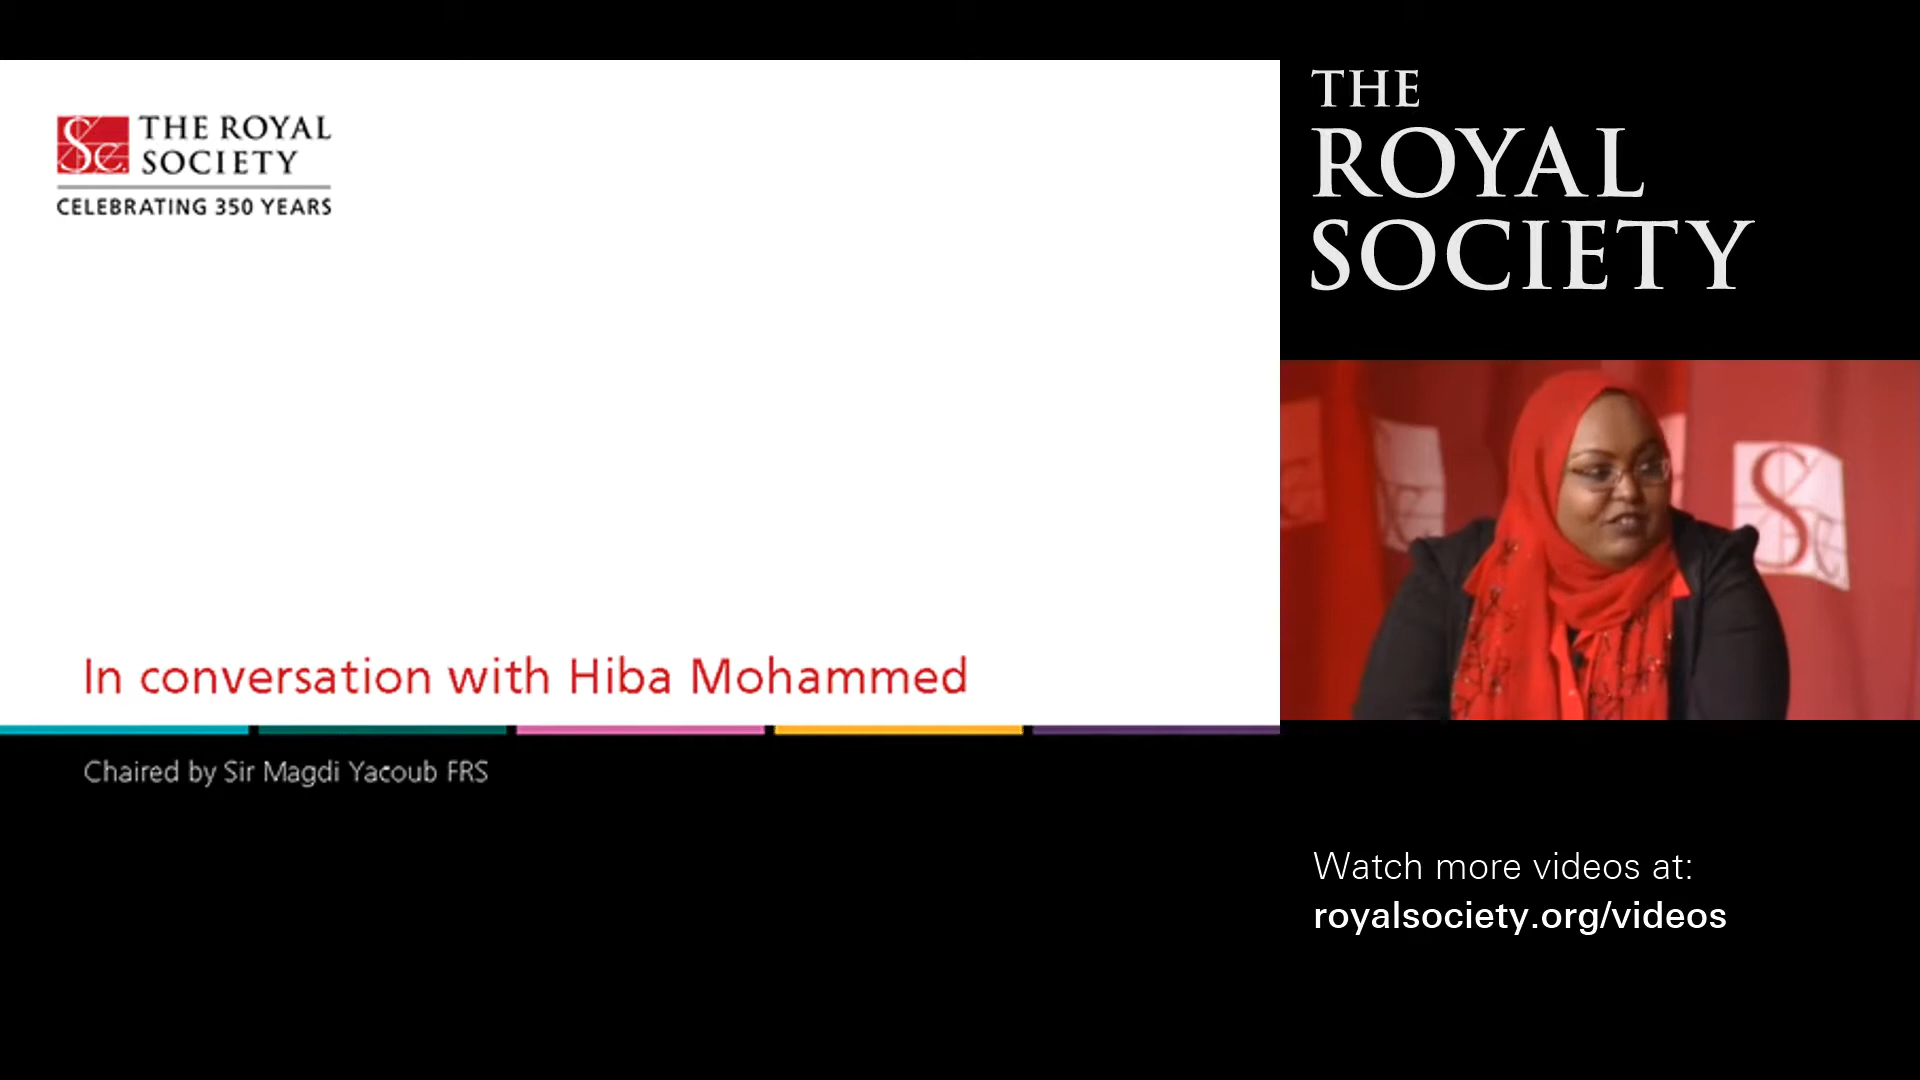 THE ROYAL
SOCIETY
CELEBRATING 350 YEARS
In conversation with Hiba Mohammed
Chaired by Sir Magdi Yacoub FRS
THE
ROYAL
SOCIETY
Watch more videos at:
royalsociety.org/videos